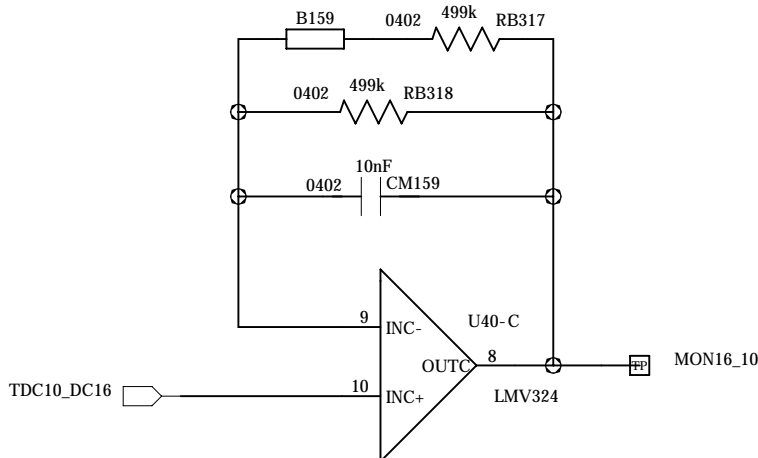 B159 0402 499k RB317
0402 499k RB318
10nF
0402 CM159
9 INC- U40-C
OUTC 8 TP MON16_10
TDC10_DC16 10 INC+ LMV324